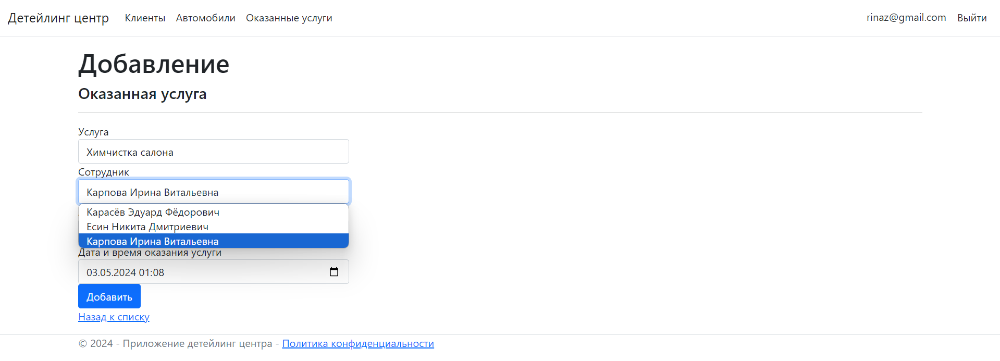 Детейлинг центр Клиенты Автомобили Оказанные услуги rinaz@gmail.com Выйти
Добавление
Оказанная услуга
Услуга
Химчистка салона
Сотрудник
Карпова Ирина Витальевна
Карасёв Эдуард Фёдорович
Есин Никита Дмитриевич
Карпова Ирина Витальевна
Дата и время оказания услуги
03.05.2024 01:08
Добавить
Назад к списку
© 2024 - Приложение детейлинг центра - Политика конфиденциальности